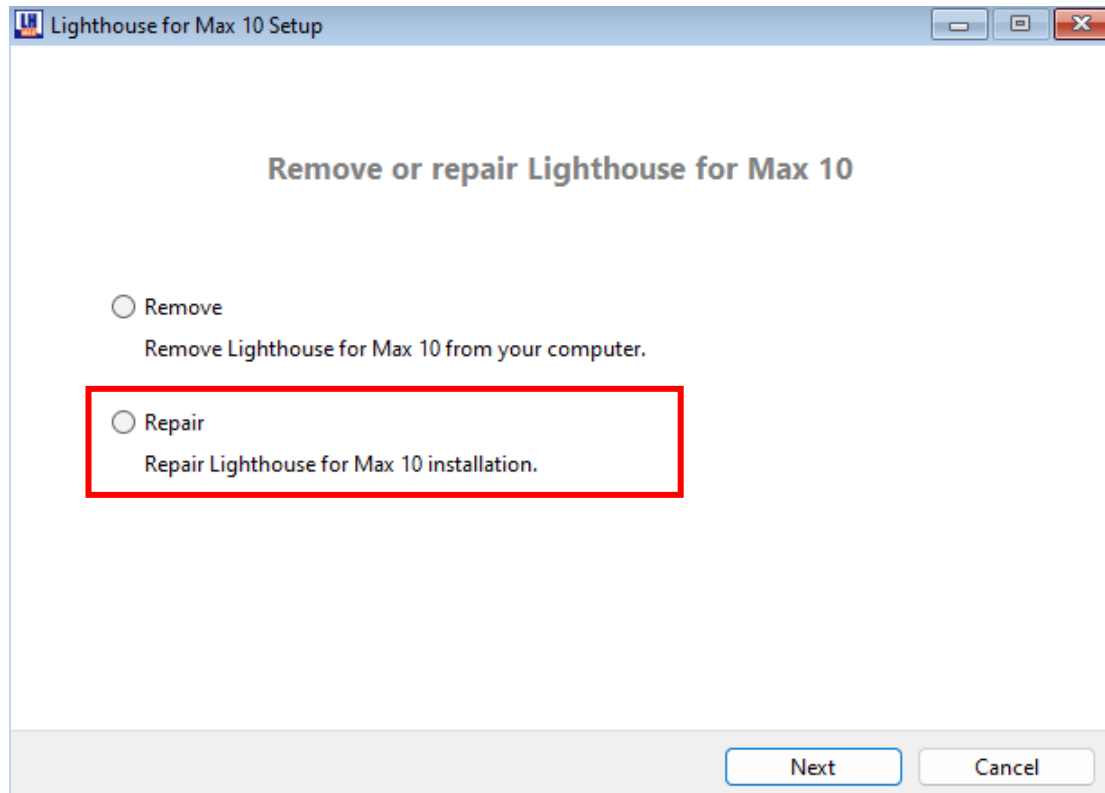 LH
Lighthouse for Max 10 Setup
Remove or repair Lighthouse for Max 10
Remove
Remove Lighthouse for Max 10 from your computer.
Repair
Repair Lighthouse for Max 10 installation.
Next
Cancel